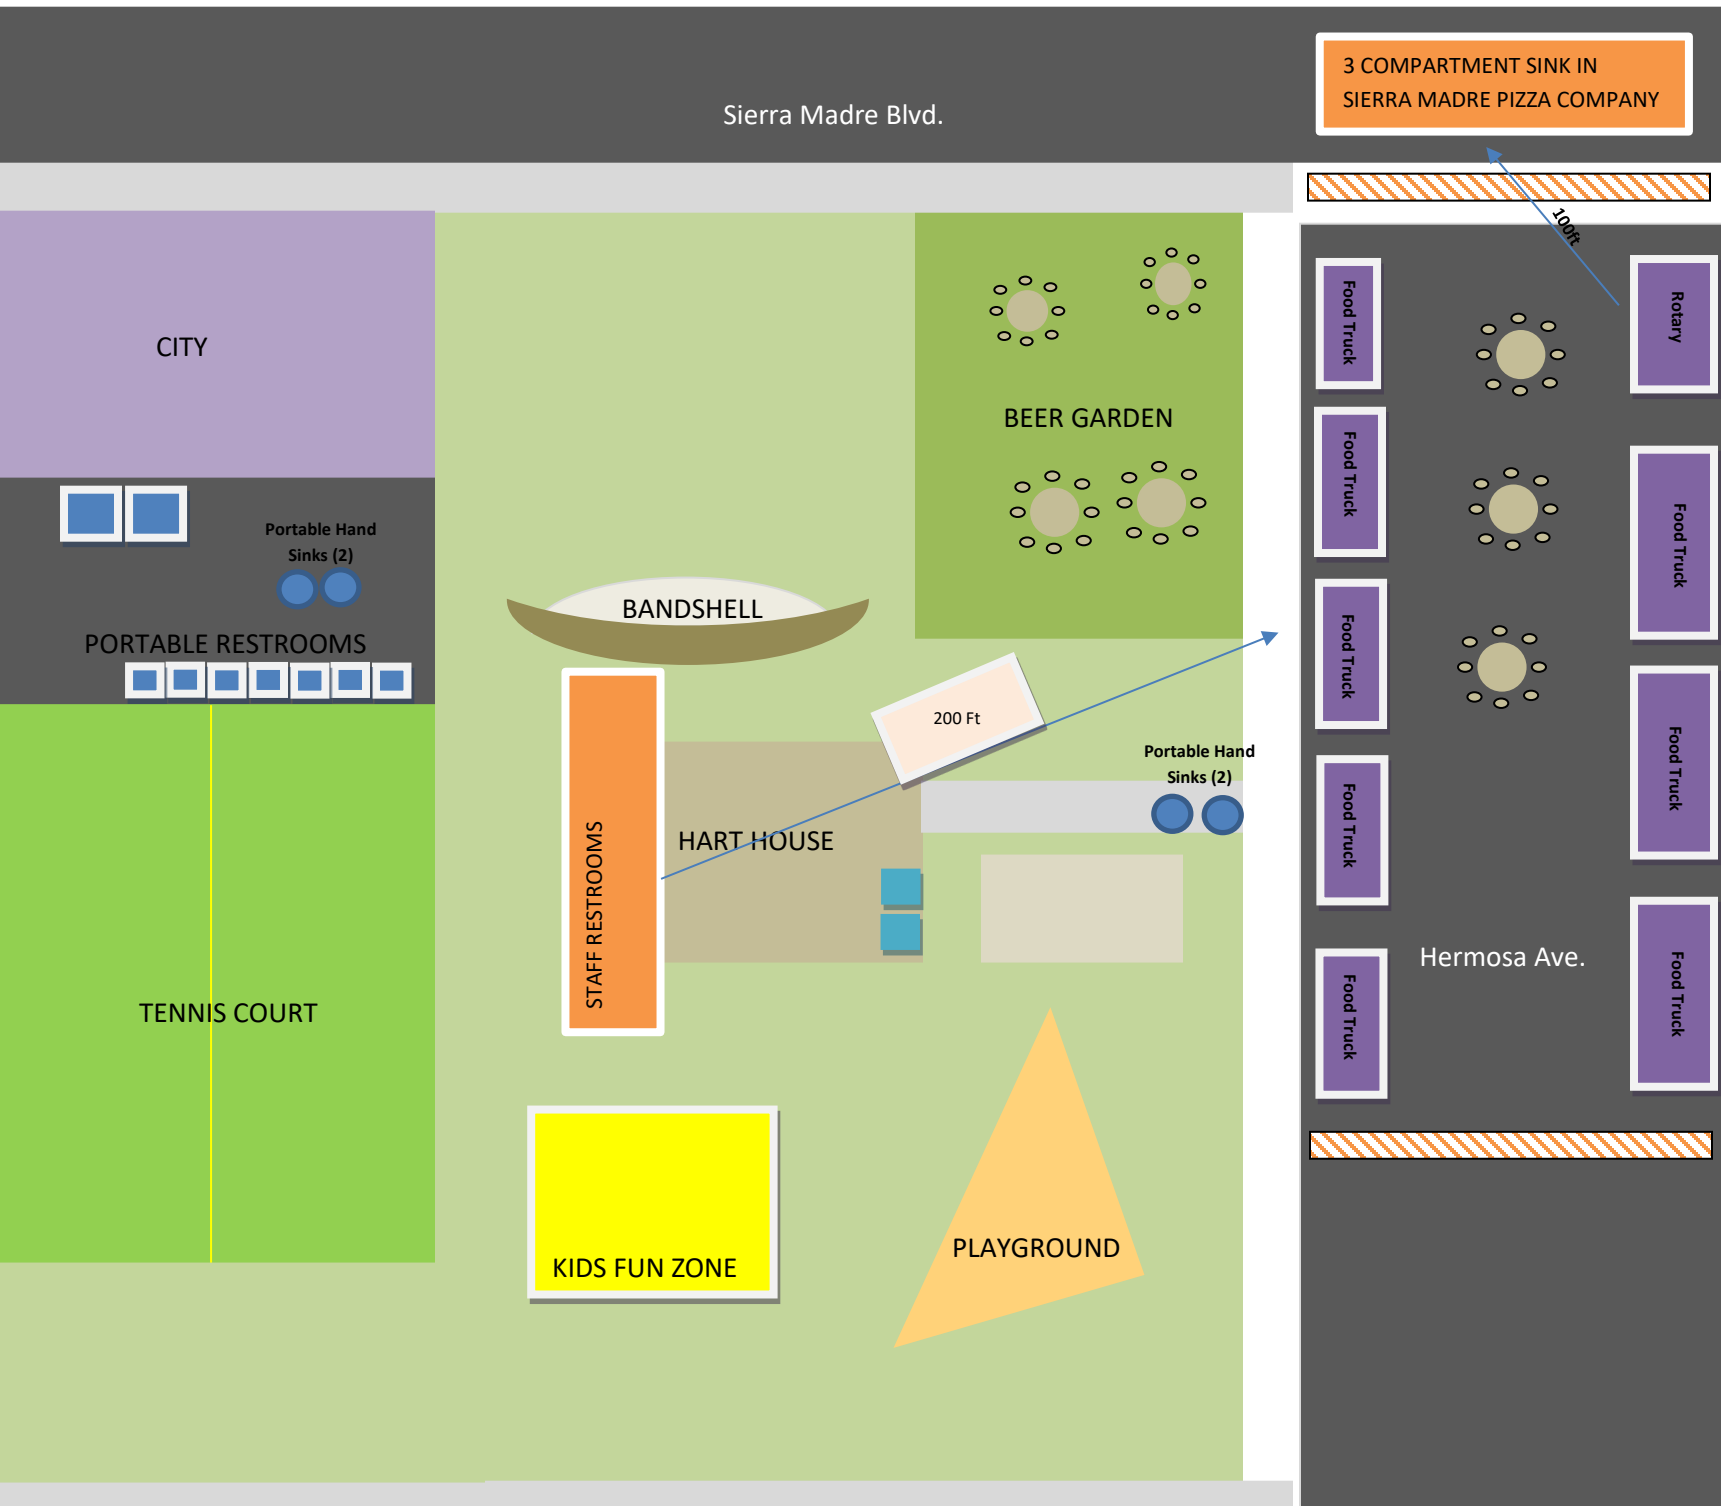 3 COMPARTMENT SINK IN
SIERRA MADRE PIZZA COMPANY
Sierra Madre Blvd.
100ft
CITY
BEER GARDEN
Food Truck
Rotary
Food Truck
Food Truck
Portable Hand
Sinks (2)
PORTABLE RESTROOMS
BANDSHELL
200 Ft
Food Truck
Food Truck
Portable Hand
Sinks (2)
HART HOUSE
STAFF RESTROOMS
Food Truck
TENNIS COURT
Hermosa Ave.
Food Truck
Food Truck
KIDS FUN ZONE
PLAYGROUND